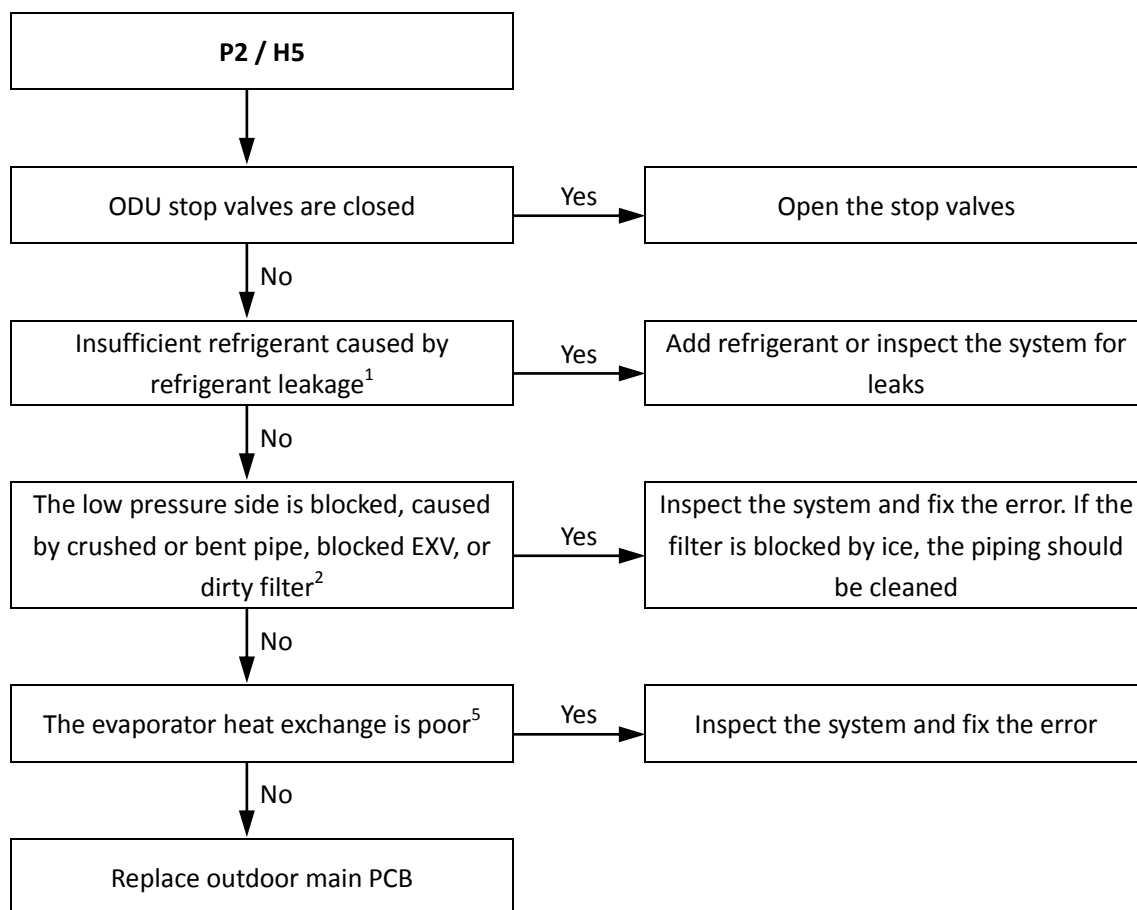 P2 / H5
ODU stop valves are closed
Yes
Open the stop valves
No
Insufficient refrigerant caused by
refrigerant leakage1
Yes
Add refrigerant or inspect the system for
leaks
No
The low pressure side is blocked, caused
by crushed or bent pipe, blocked EXV, or
dirty filter2
Yes
Inspect the system and fix the error. If the
filter is blocked by ice, the piping should
be cleaned
No
The evaporator heat exchange is poor5
Yes
Inspect the system and fix the error
No
Replace outdoor main PCB